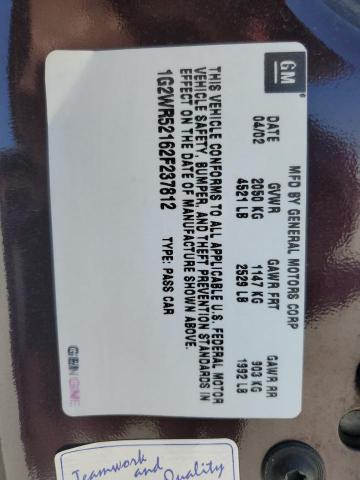 GM
MFD BY GENERAL MOTORS CORP
DATE GVWR GAWR FRT GAWR RR
04/02 2050 KG 1147 KG 903 KG
4521 LB 2529 LB 1992 LB
THIS VEHICLE CONFORMS TO ALL APPLICABLE U.S. FEDERAL MOTOR
VEHICLE SAFETY, BUMPER, AND THEFT PREVENTION STANDARDS IN
EFFECT ON THE DATE OF MANUFACTURE SHOWN ABOVE.
1G2WR52162F237812 TYPE: PASS CAR
Teamwork
and
Quality